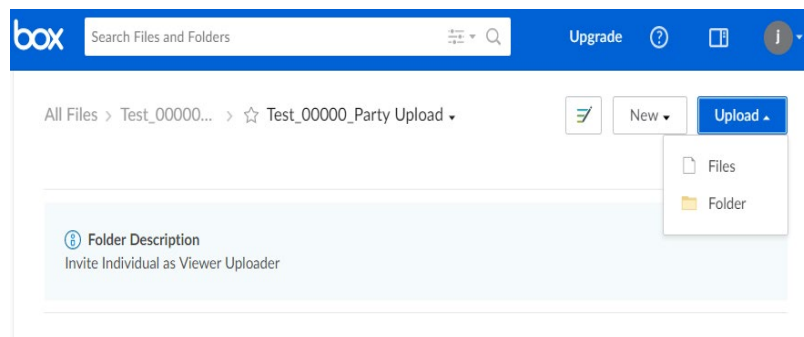 box
Search Files and Folders
Upgrade
?
j
All Files > Test_00000... > Test_00000_Party Upload
New
Upload
Files
Folder
Folder Description
Invite Individual as Viewer Uploader